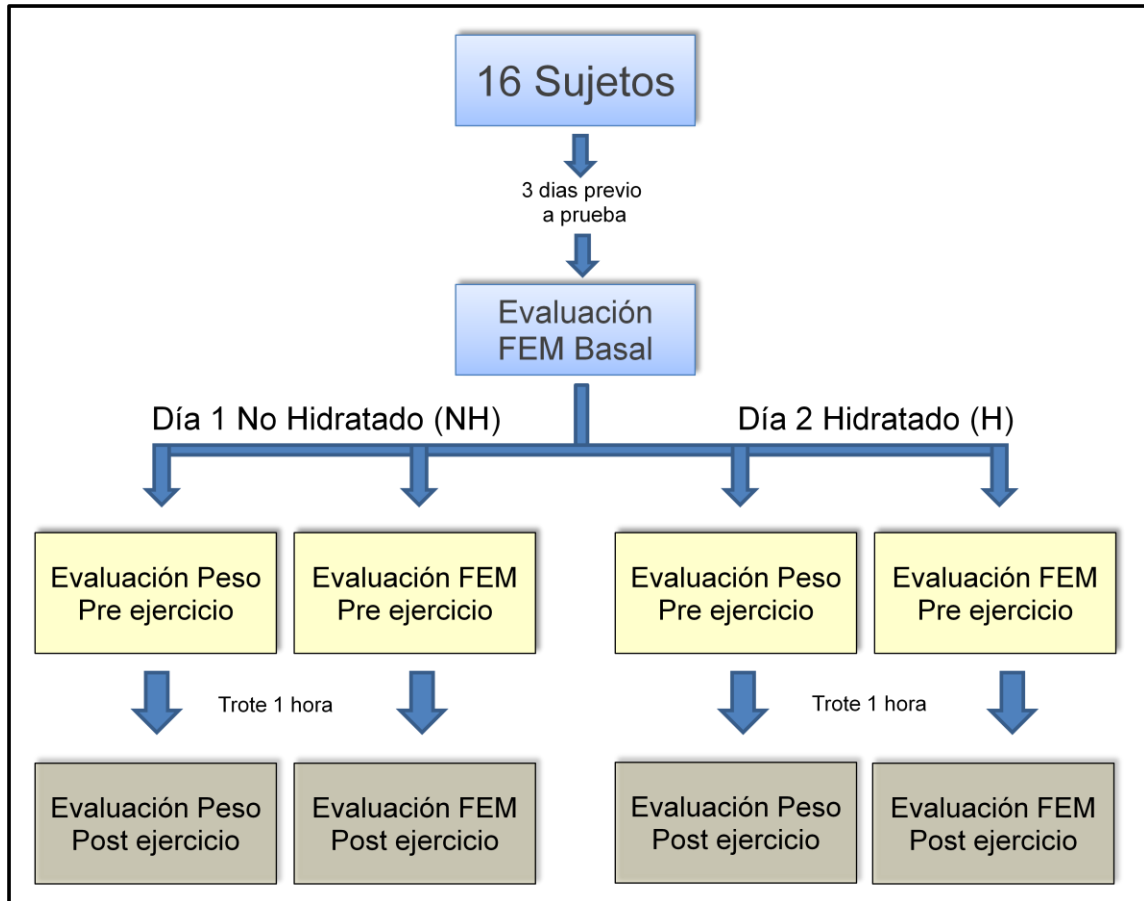 16 Sujetos
3 dias previo
a prueba
Evaluación
FEM Basal
Día 1 No Hidratado (NH)
Día 2 Hidratado (H)
Evaluación Peso
Pre ejercicio
Evaluación FEM
Pre ejercicio
Evaluación Peso
Pre ejercicio
Evaluación FEM
Pre ejercicio
Trote 1 hora
Trote 1 hora
Evaluación Peso
Post ejercicio
Evaluación FEM
Post ejercicio
Evaluación Peso
Post ejercicio
Evaluación FEM
Post ejercicio